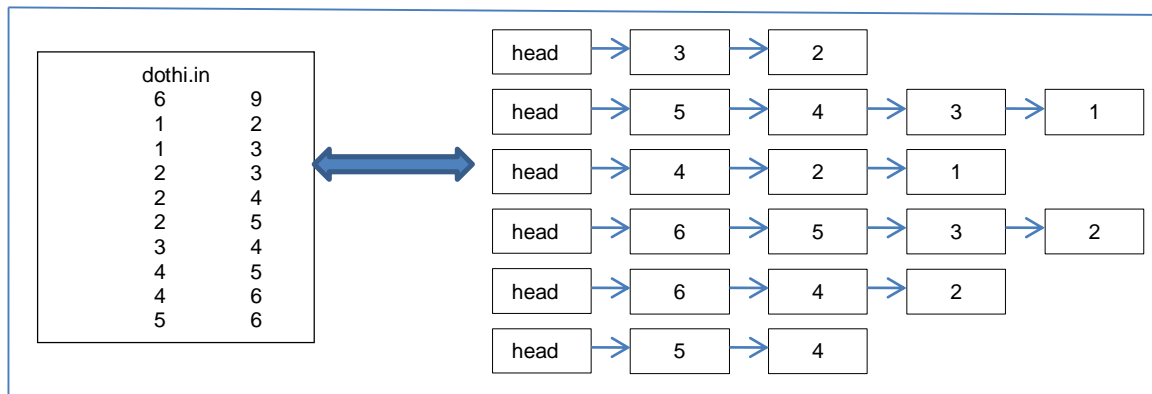 dothi.in
6 9
1 2
1 3
2 3
2 4
2 5
3 4
4 5
4 6
5 6
head 3 2
head 5 4 3 1
head 4 2 1
head 6 5 3 2
head 6 4 2
head 5 4